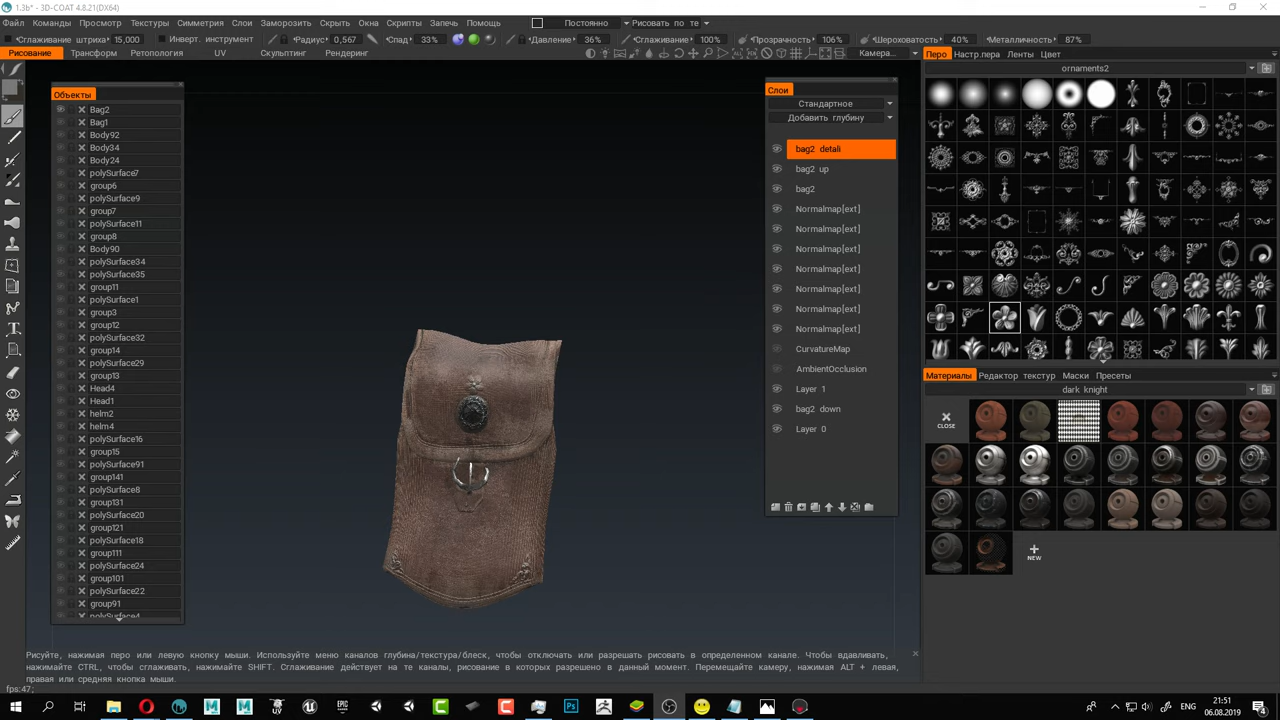 1.3b* - 3D-COAT 4.8.21(DX64)
Файл Команды Просмотр Текстуры Симметрия Слои Заморозить Скрыть Окна Скрипты Запечь Помощь Постоянно Рисовать по те
Сглаживание штриха 15,000 Инверт. инструмент Радиус 0,567 Спад 33% Давление 36% Сглаживание 100% Прозрачность 106% Шероховатость 40% Металличность 87%
Рисование Трансформ Ретопология UV Скульптинг Рендеринг Камера...
Перо Настр.пера Ленты Цвет
ornaments2
Объекты
Bag2
Bag1
Body92
Body34
Body24
polySurface7
group6
polySurface9
group7
polySurface11
group8
Body90
polySurface34
polySurface35
group11
polySurface1
group3
group12
polySurface32
group14
polySurface29
group13
Head4
Head1
helm2
helm4
polySurface16
group15
polySurface91
group141
polySurface8
group131
polySurface20
group121
polySurface18
group111
polySurface24
group101
polySurface22
group91
polySurface4
Слои
Стандартное
Добавить глубину
bag2 detali
bag2 up
bag2
Normalmap[ext]
Normalmap[ext]
Normalmap[ext]
Normalmap[ext]
Normalmap[ext]
Normalmap[ext]
Normalmap[ext]
CurvatureMap
AmbientOcclusion
Layer 1
bag2 down
Layer 0
Материалы Редактор текстур Маски Пресеты
dark knight
CLOSE
NEW
Рисуйте, нажимая перо или левую кнопку мыши. Используйте меню каналов глубина/текстура/блеск, чтобы отключать или разрешать рисовать в определенном канале. Чтобы вдавливать,
нажимайте CTRL, чтобы сглаживать, нажимайте SHIFT. Сглаживание действует на те каналы, рисование в которых разрешено в данный момент. Перемещайте камеру, нажимая ALT + левая,
правая или средняя кнопка мыши.
fps:47;
21:51
06.08.2019